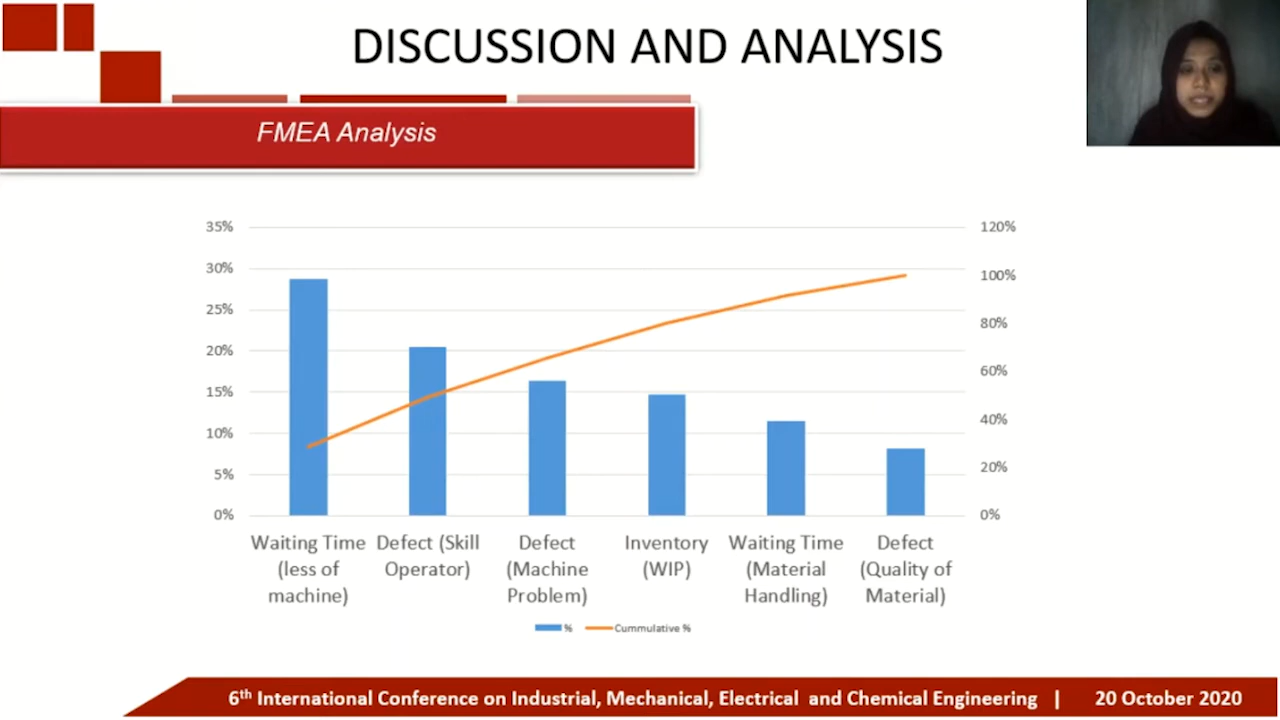 DISCUSSION AND ANALYSIS
FMEA Analysis
35%
30%
25%
20%
15%
10%
5%
0%
120%
100%
80%
60%
40%
20%
0%
Waiting Time
(less of
machine)
Defect (Skill
Operator)
Defect
(Machine
Problem)
Inventory
(WIP)
Waiting Time
(Material
Handling)
Defect
(Quality of
Material)
% Cummulative %
6th International Conference on Industrial, Mechanical, Electrical and Chemical Engineering | 20 October 2020